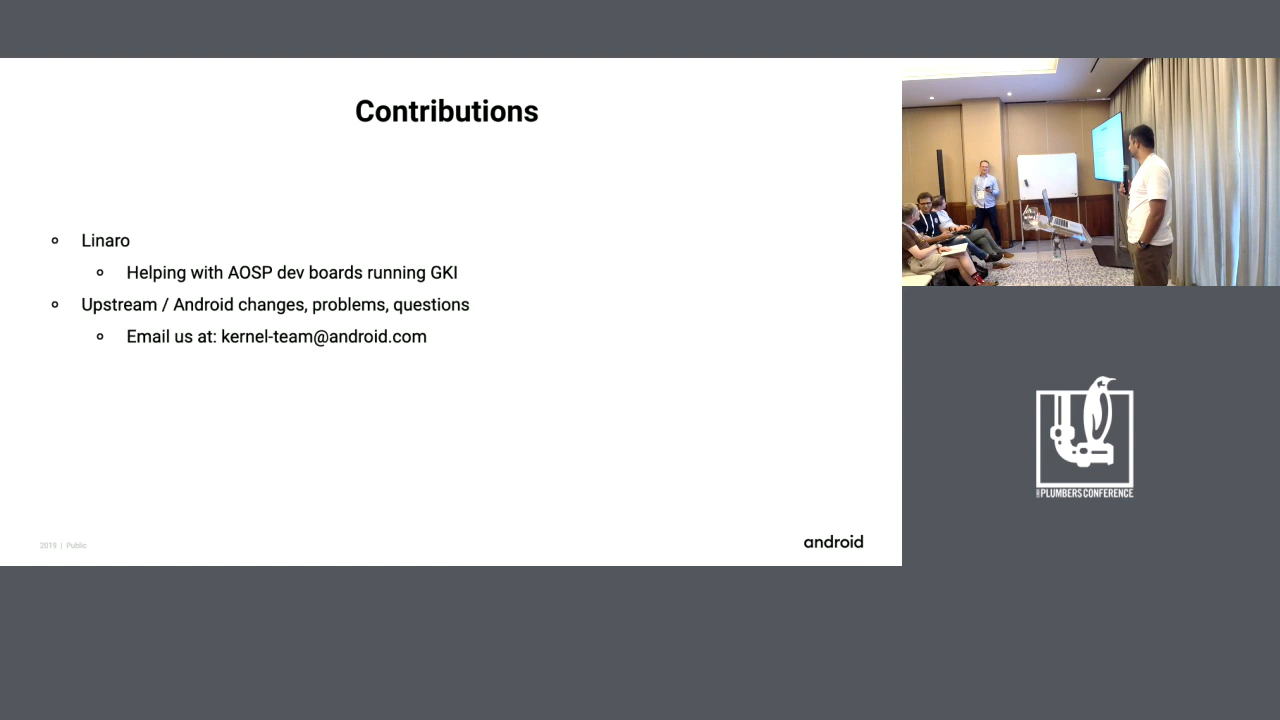 Contributions
Linaro
Helping with AOSP dev boards running GKI
Upstream / Android changes, problems, questions
Email us at: kernel-team@android.com
2019 | Public
android
PLUMBERS CONFERENCE